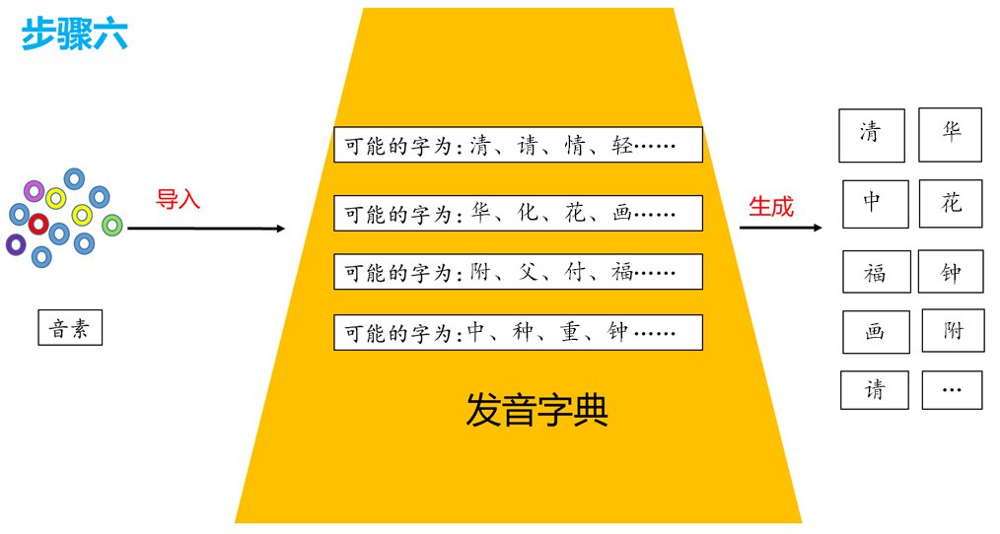 步骤六
导入
音素
可能的字为:清、请、情、轻……
可能的字为:华、化、花、画……
可能的字为:附、父、付、福……
可能的字为:中、种、重、钟……
发音字典
生成
清 华
中 花
福 钟
画 附
请 …